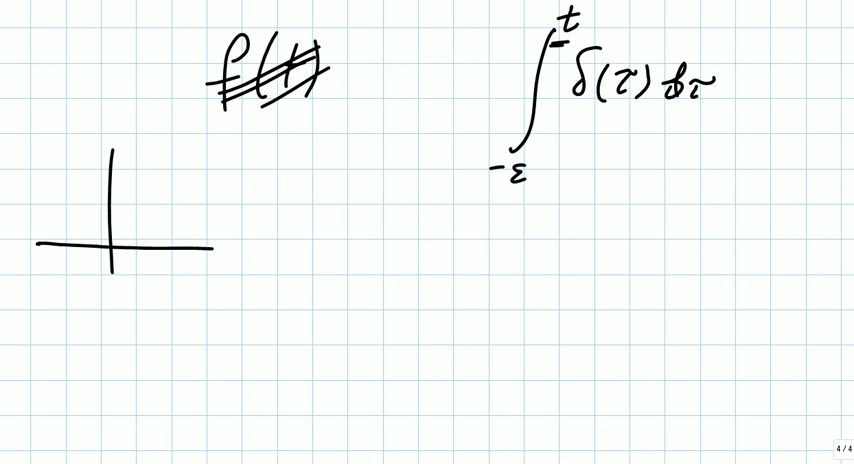 f(t)
∫_{-ε}^{t} δ(τ) dτ
4/4